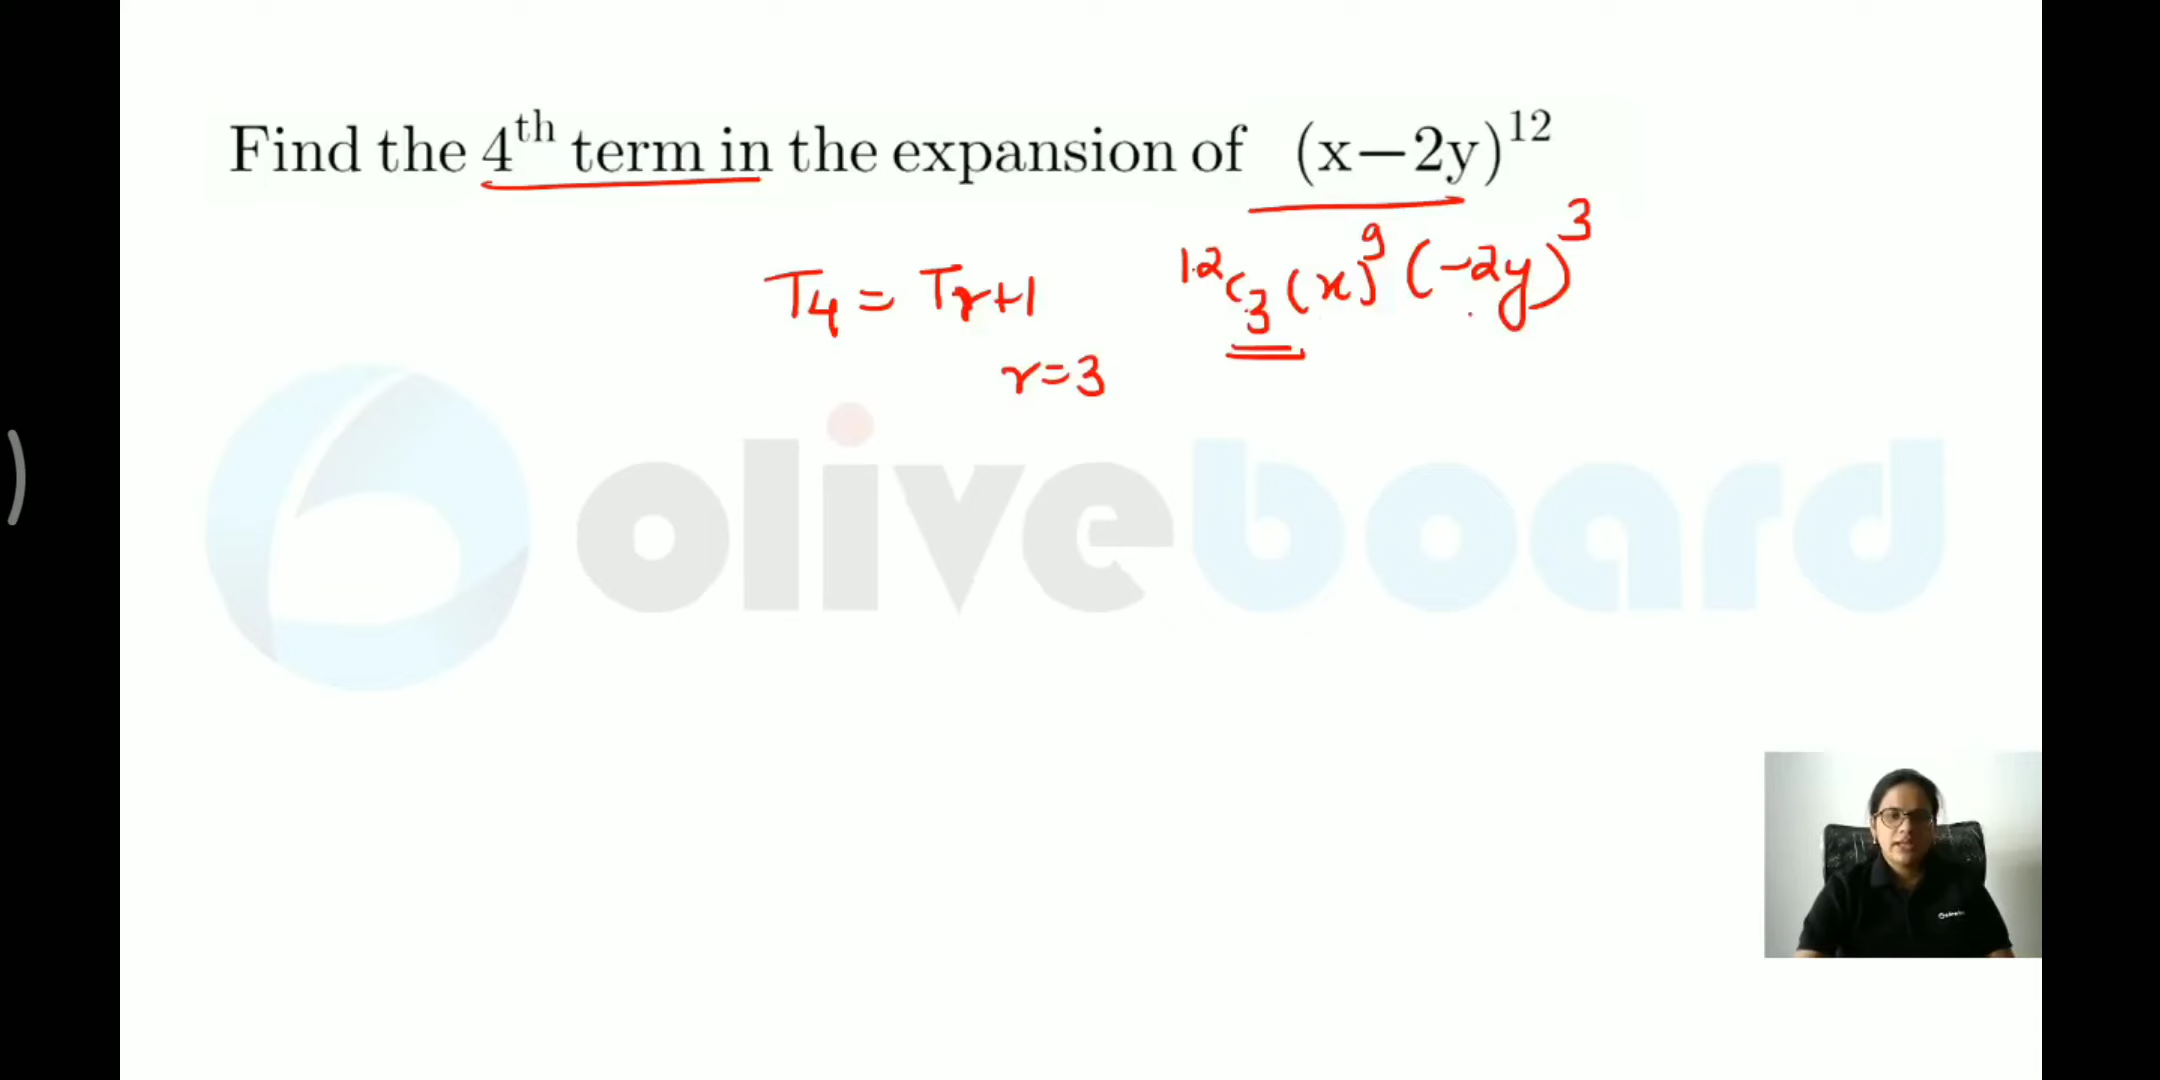 Find the 4th term in the expansion of (x−2y)¹²
T₄ = Tᵣ₊₁ ¹²C₃ (x)⁹ (-2y)³
r=3
oliveboard